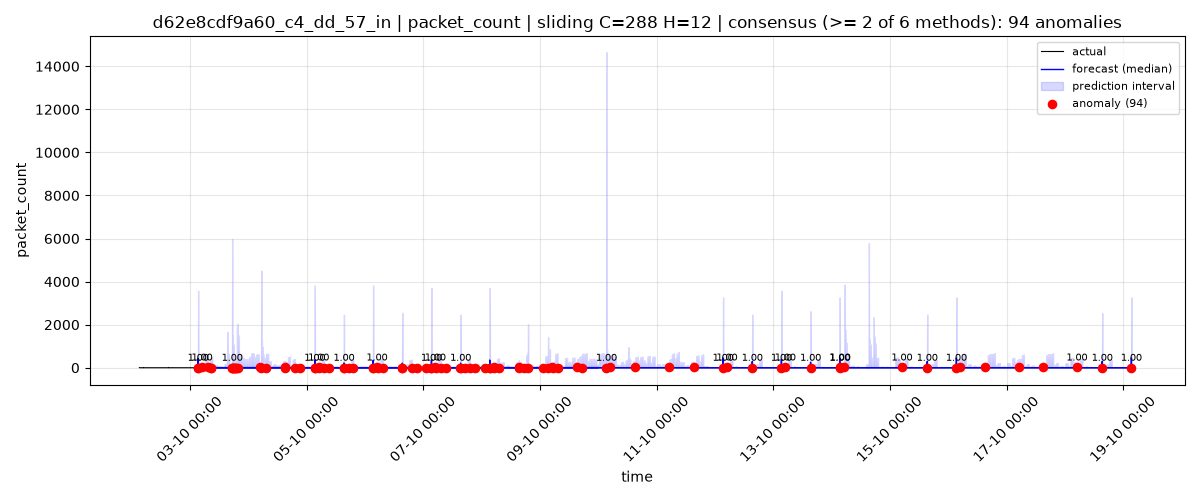 d62e8cdf9a60_c4_dd_57_in | packet_count | sliding C=288 H=12 | consensus (>= 2 of 6 methods): 94 anomalies
actual
forecast (median)
prediction interval
anomaly (94)
packet_count
14000
12000
10000
8000
6000
4000
2000
0
1.00 1.00 1.00 1.00 1.00 1.00 1.00 1.00 1.00 1.00 1.00 1.00 1.00 1.00 1.00 1.00 1.00 1.00 1.00 1.00 1.00 1.00 1.00 1.00 1.00
03-10 00:00
05-10 00:00
07-10 00:00
09-10 00:00
11-10 00:00
13-10 00:00
15-10 00:00
17-10 00:00
19-10 00:00
time